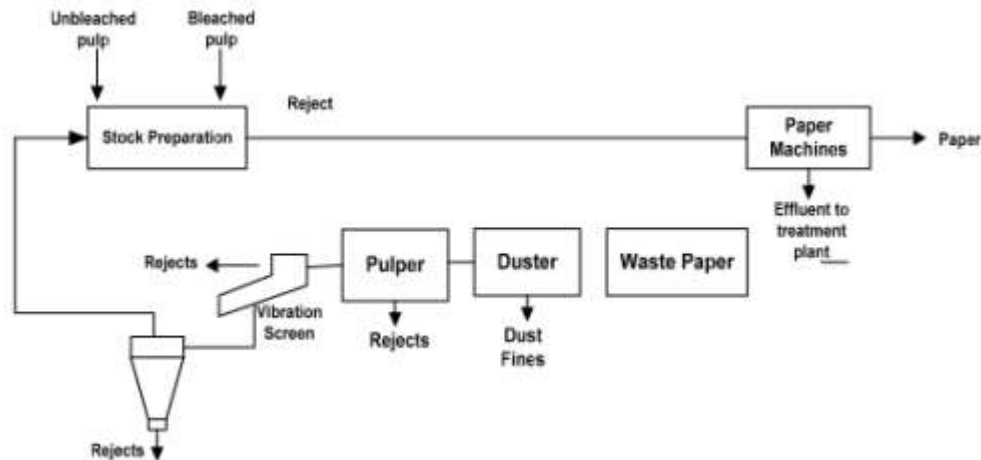 Unbleached
pulp
Bleached
pulp
Reject
Stock Preparation
Paper
Machines
Paper
Effluent to
treatment
plant
Rejects
Pulper
Duster
Waste Paper
Vibration
Screen
Rejects
Dust
Fines
Rejects